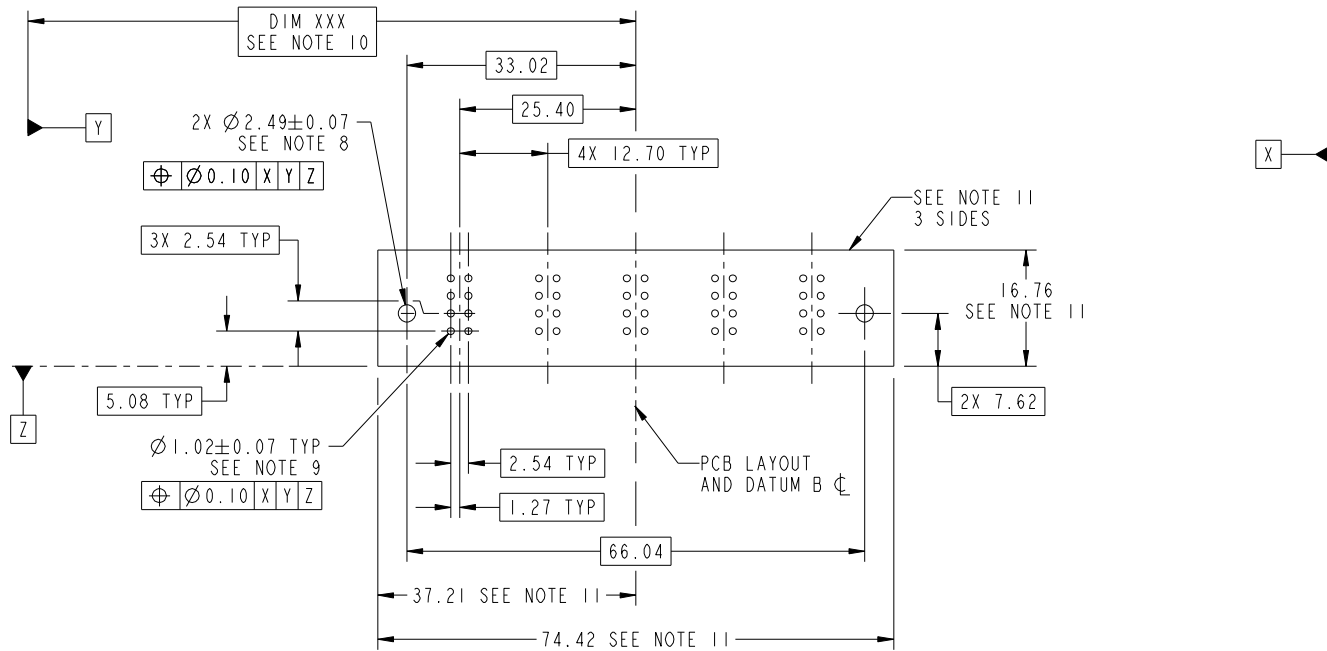 DIM XXX
SEE NOTE 10
33.02
25.40
Y
2X Ø2.49±0.07
SEE NOTE 8
4X 12.70 TYP
X
⌖ Ø0.10 X Y Z
SEE NOTE 11
3 SIDES
3X 2.54 TYP
16.76
SEE NOTE 11
5.08 TYP
2X 7.62
Z
Ø1.02±0.07 TYP
SEE NOTE 9
2.54 TYP
PCB LAYOUT
AND DATUM B ℄
⌖ Ø0.10 X Y Z
1.27 TYP
66.04
37.21 SEE NOTE 11
74.42 SEE NOTE 11